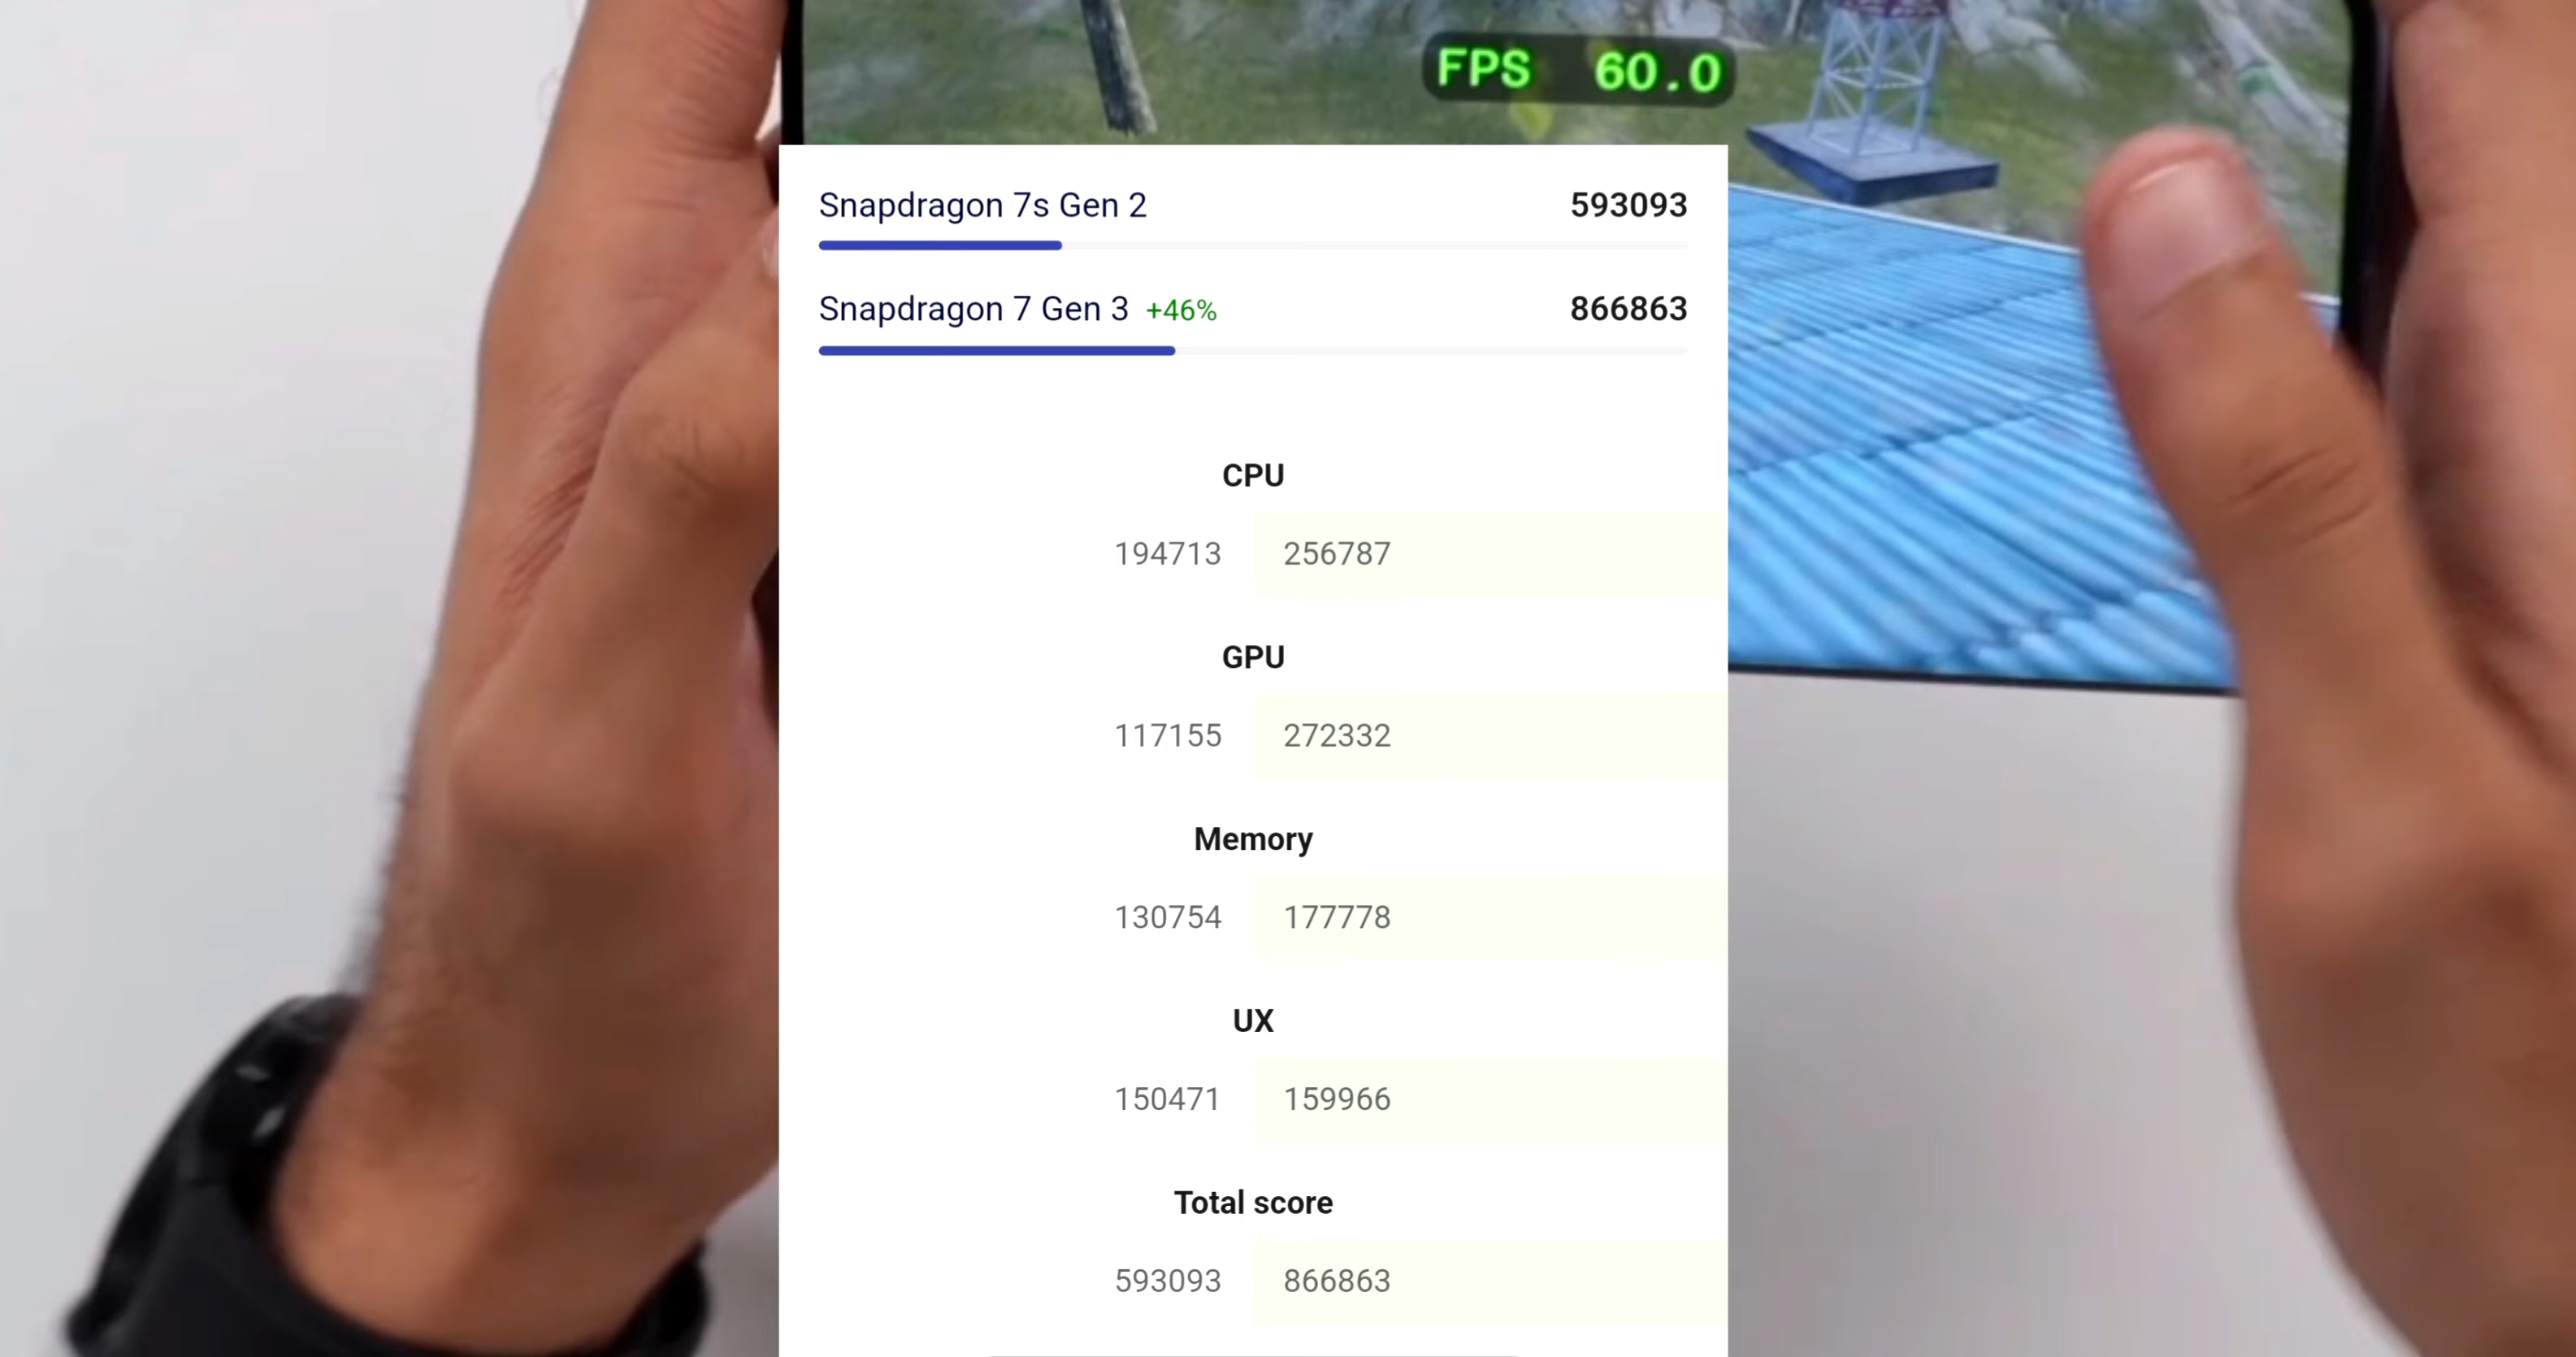 FPS 60.0
Snapdragon 7s Gen 2 593093
Snapdragon 7 Gen 3 +46% 866863
CPU
194713 256787
GPU
117155 272332
Memory
130754 177778
UX
150471 159966
Total score
593093 866863